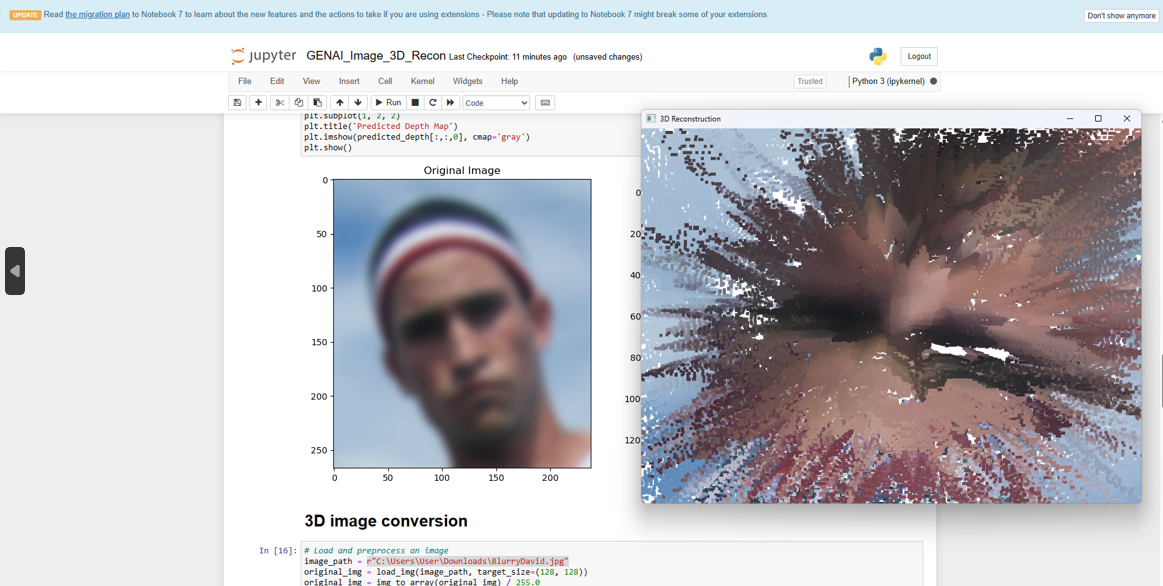 UPDATE Read the migration plan to Notebook 7 to learn about the new features and the actions to take if you are using extensions - Please note that updating to Notebook 7 might break some of your extensions.
Don't show anymore
jupyter GENAI_Image_3D_Recon Last Checkpoint: 11 minutes ago (unsaved changes)
Logout
File Edit View Insert Cell Kernel Widgets Help
Trusted
Python 3 (ipykernel)
Run
Code
plt.subplot(1, 2, 2)
plt.title('Predicted Depth Map')
plt.imshow(predicted_depth[:,:,0], cmap='gray')
plt.show()
3D Reconstruction
Original Image
0
50
100
150
200
250
0 50 100 150 200
0
20
40
60
80
100
120
3D image conversion
In [16]:
# Load and preprocess an image
image_path = r"C:\Users\User\Downloads\BlurryDavid.jpg"
original_img = load_img(image_path, target_size=(128, 128))
original_img = img_to_array(original_img) / 255.0